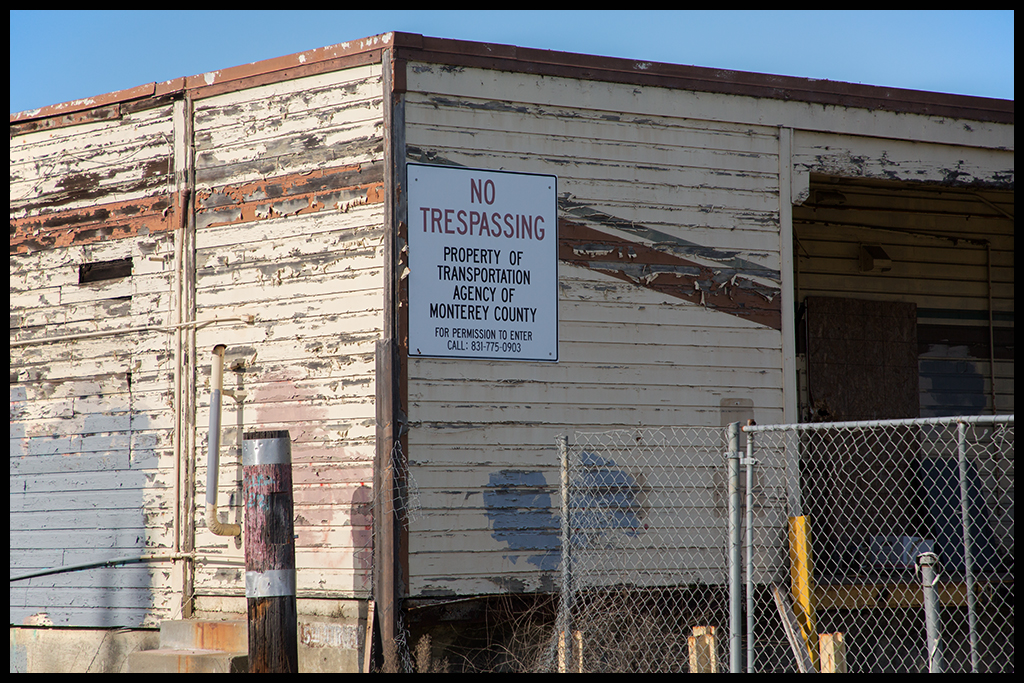 NO
TRESPASSING
PROPERTY OF
TRANSPORTATION
AGENCY OF
MONTEREY COUNTY
FOR PERMISSION TO ENTER
CALL: 831-775-0903